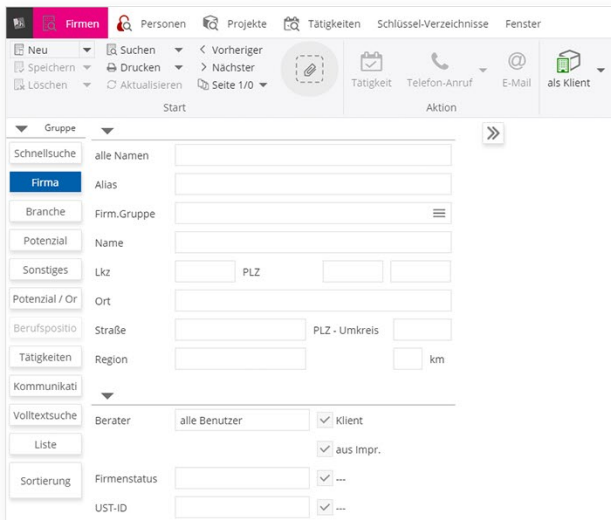 Firmen Personen Projekte Tätigkeiten Schlüssel-Verzeichnisse Fenster
Neu Suchen Vorheriger
Speichern Drucken Nächster
Löschen Aktualisieren Seite 1/0
Tätigkeit Telefon-Anruf E-Mail als Klient
Start Aktion
Gruppe
Schnellsuche alle Namen
Firma Alias
Branche Firm.Gruppe
Potenzial Name
Sonstiges Lkz PLZ
Potenzial / Or Ort
Berufspositio Straße PLZ - Umkreis
Tätigkeiten Region km
Kommunikati
Volltextsuche Berater alle Benutzer Klient
Liste aus Impr.
Sortierung Firmenstatus ---
UST-ID ---